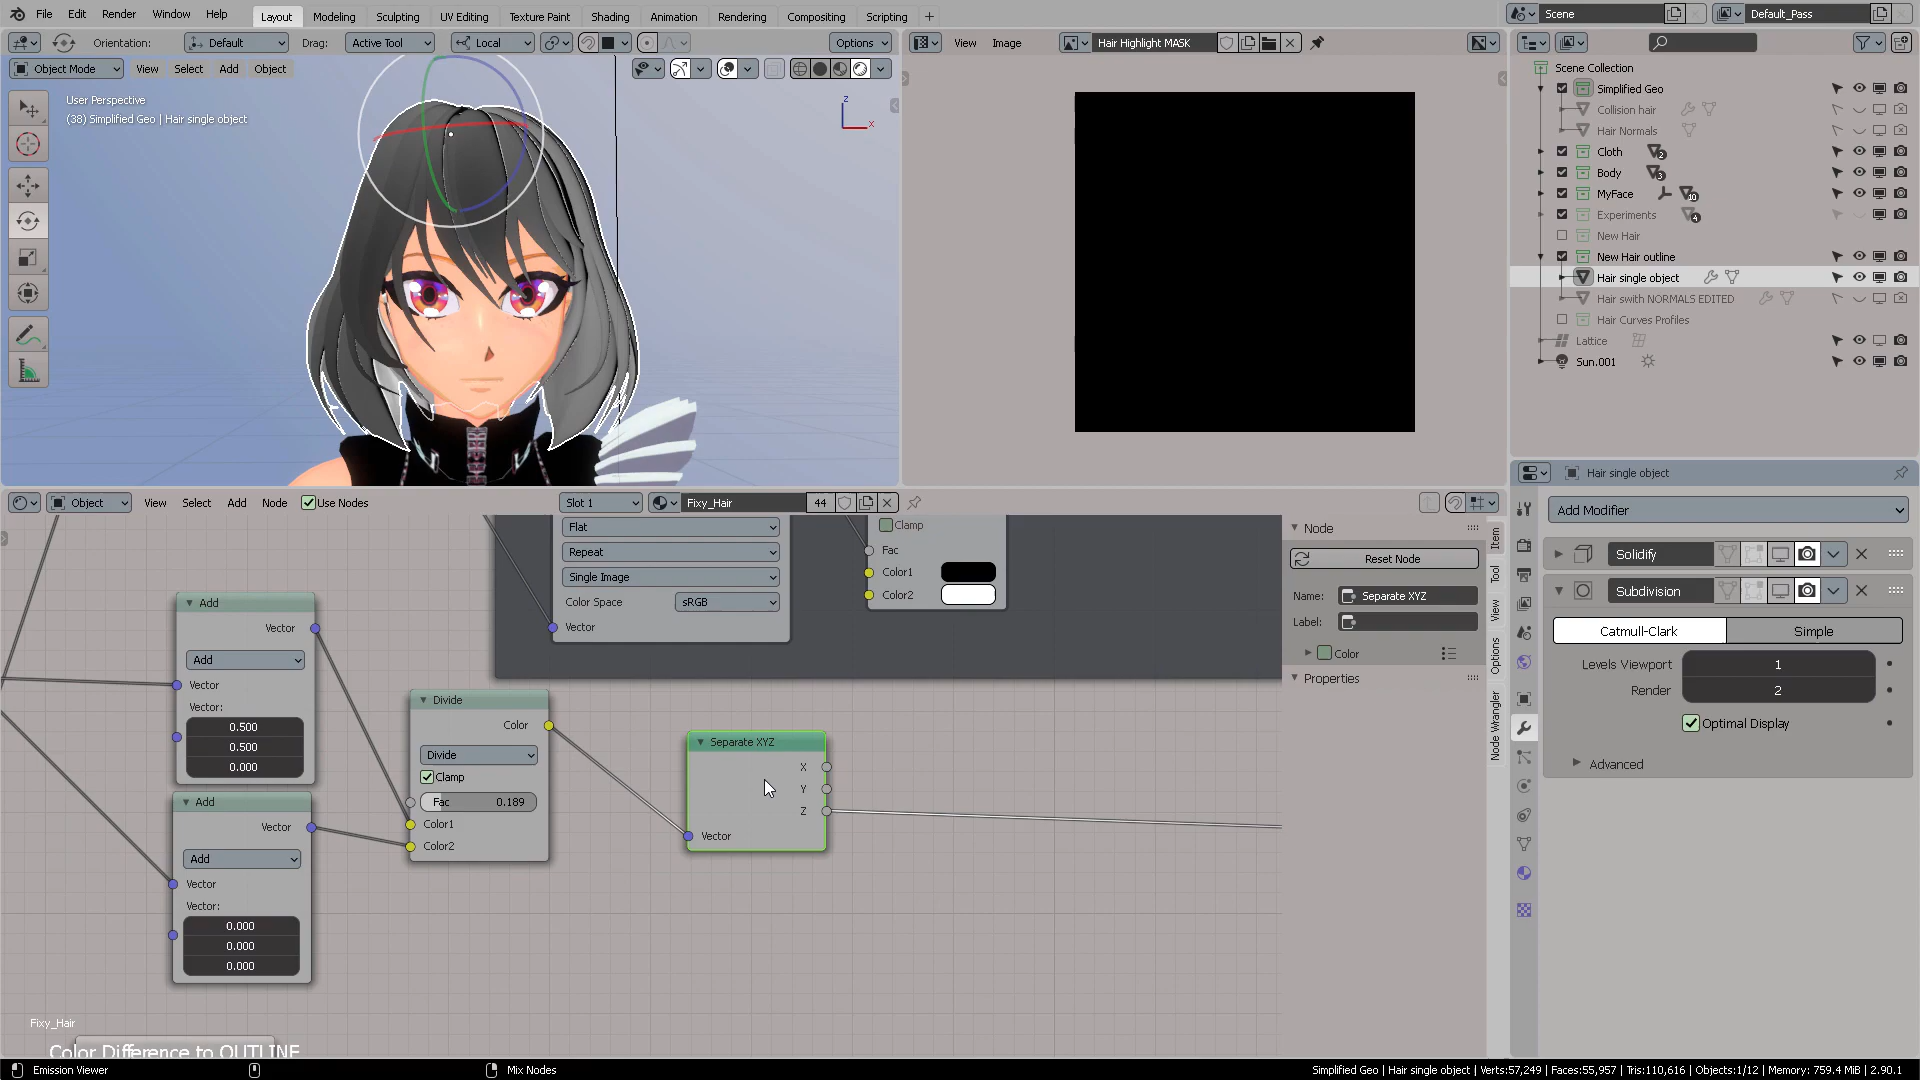 File Edit Render Window Help Layout Modeling Sculpting UV Editing Texture Paint Shading Animation Rendering Compositing Scripting + Scene Default_Pass
Orientation: Default Drag: Active Tool Local Options View Image Hair Highlight MASK
Object Mode View Select Add Object
User Perspective
(38) Simplified Geo | Hair single object
Z
X
Scene Collection
Simplified Geo
Collision hair
Hair Normals
Cloth 2
Body 3
MyFace 10
Experiments 4
New Hair
New Hair outline
Hair single object
Hair swith NORMALS EDITED
Hair Curves Profiles
Lattice
Sun.001
Hair single object
Object View Select Add Node Use Nodes Slot 1 Fixy_Hair 44
Add Modifier
Solidify
Subdivision
Catmull-Clark Simple
Levels Viewport 1
Render 2
Optimal Display
Advanced
Flat
Repeat
Single Image
Color Space sRGB
Vector
Clamp
Fac
Color1
Color2
Node
Reset Node
Name: Separate XYZ
Label:
Color
Properties
Item
Tool
View
Options
Node Wrangler
Add
Vector
Add
Vector
Vector:
0.500
0.500
0.000
Add
Vector
Add
Vector
Vector:
0.000
0.000
0.000
Divide
Color
Divide
Clamp
Fac 0.189
Color1
Color2
Separate XYZ
X
Y
Z
Vector
Fixy_Hair
Color Difference to OUTLINE
Emission Viewer Mix Nodes Simplified Geo | Hair single object | Verts:57,249 | Faces:55,957 | Tris:110,616 | Objects:1/12 | Memory: 759.4 MiB | 2.90.1